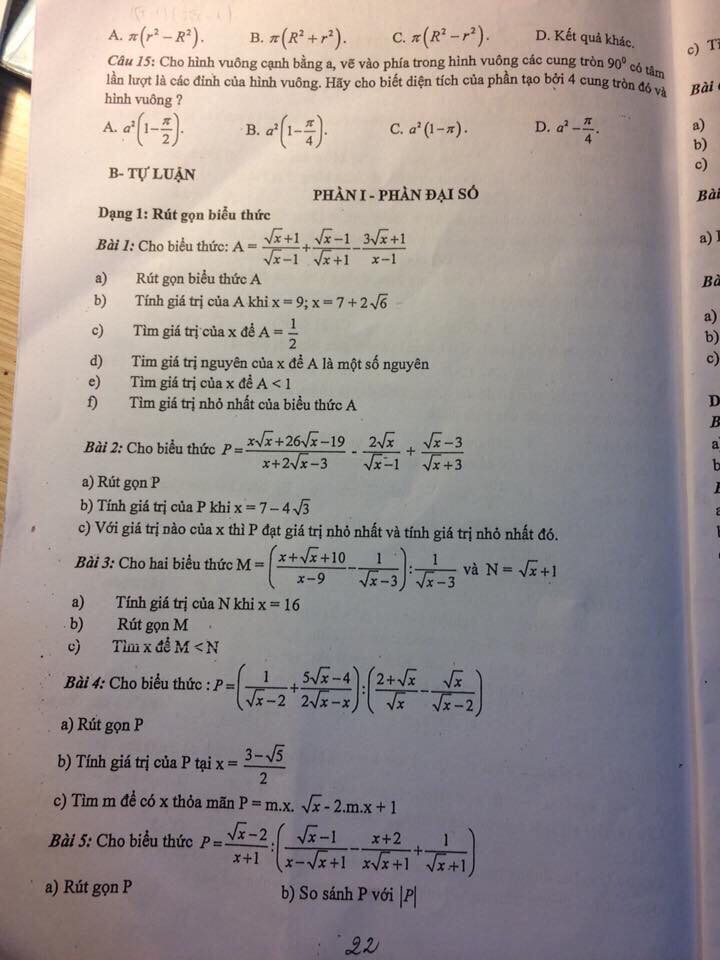 A. π(r² − R²). B. π(R² + r²). C. π(R² − r²). D. Kết quả khác.
Câu 15: Cho hình vuông cạnh bằng a, vẽ vào phía trong hình vuông các cung tròn 90⁰ có tâm
lần lượt là các đỉnh của hình vuông. Hãy cho biết diện tích của phần tạo bởi 4 cung tròn đó và
hình vuông ?
A. a²(1 − π/2). B. a²(1 − π/4). C. a²(1 − π). D. a² − π/4.
B- TỰ LUẬN
PHẦN I - PHẦN ĐẠI SỐ
Dạng 1: Rút gọn biểu thức
Bài 1: Cho biểu thức: A = (√x + 1)/(√x − 1) + (√x − 1)/(√x + 1) − (3√x + 1)/(x − 1)
a) Rút gọn biểu thức A
b) Tính giá trị của A khi x = 9; x = 7 + 2√6
c) Tìm giá trị của x để A = 1/2
d) Tìm giá trị nguyên của x để A là một số nguyên
e) Tìm giá trị của x để A < 1
f) Tìm giá trị nhỏ nhất của biểu thức A
Bài 2: Cho biểu thức P = (x√x + 26√x − 19)/(x + 2√x − 3) - (2√x)/(√x − 1) + (√x − 3)/(√x + 3)
a) Rút gọn P
b) Tính giá trị của P khi x = 7 − 4√3
c) Với giá trị nào của x thì P đạt giá trị nhỏ nhất và tính giá trị nhỏ nhất đó.
Bài 3: Cho hai biểu thức M = ((x + √x + 10)/(x − 9) − 1/(√x − 3)) : 1/(√x − 3) và N = √x + 1
a) Tính giá trị của N khi x = 16
b) Rút gọn M
c) Tìm x để M < N
Bài 4: Cho biểu thức : P = (1/(√x − 2) + (5√x − 4)/(2√x − x)) : ((2 + √x)/√x − √x/(√x − 2))
a) Rút gọn P
b) Tính giá trị của P tại x = (3 − √5)/2
c) Tìm m để có x thỏa mãn P = m.x. √x - 2.m.x + 1
Bài 5: Cho biểu thức P = (√x − 2)/(x + 1) : ((√x − 1)/(x − √x + 1) − (x + 2)/(x√x + 1) + 1/(√x + 1))
a) Rút gọn P b) So sánh P với |P|
22
c) Tì
Bài
a)
b)
c)
Bài
a)
Bà
a)
b)
c)
D
B
a
b